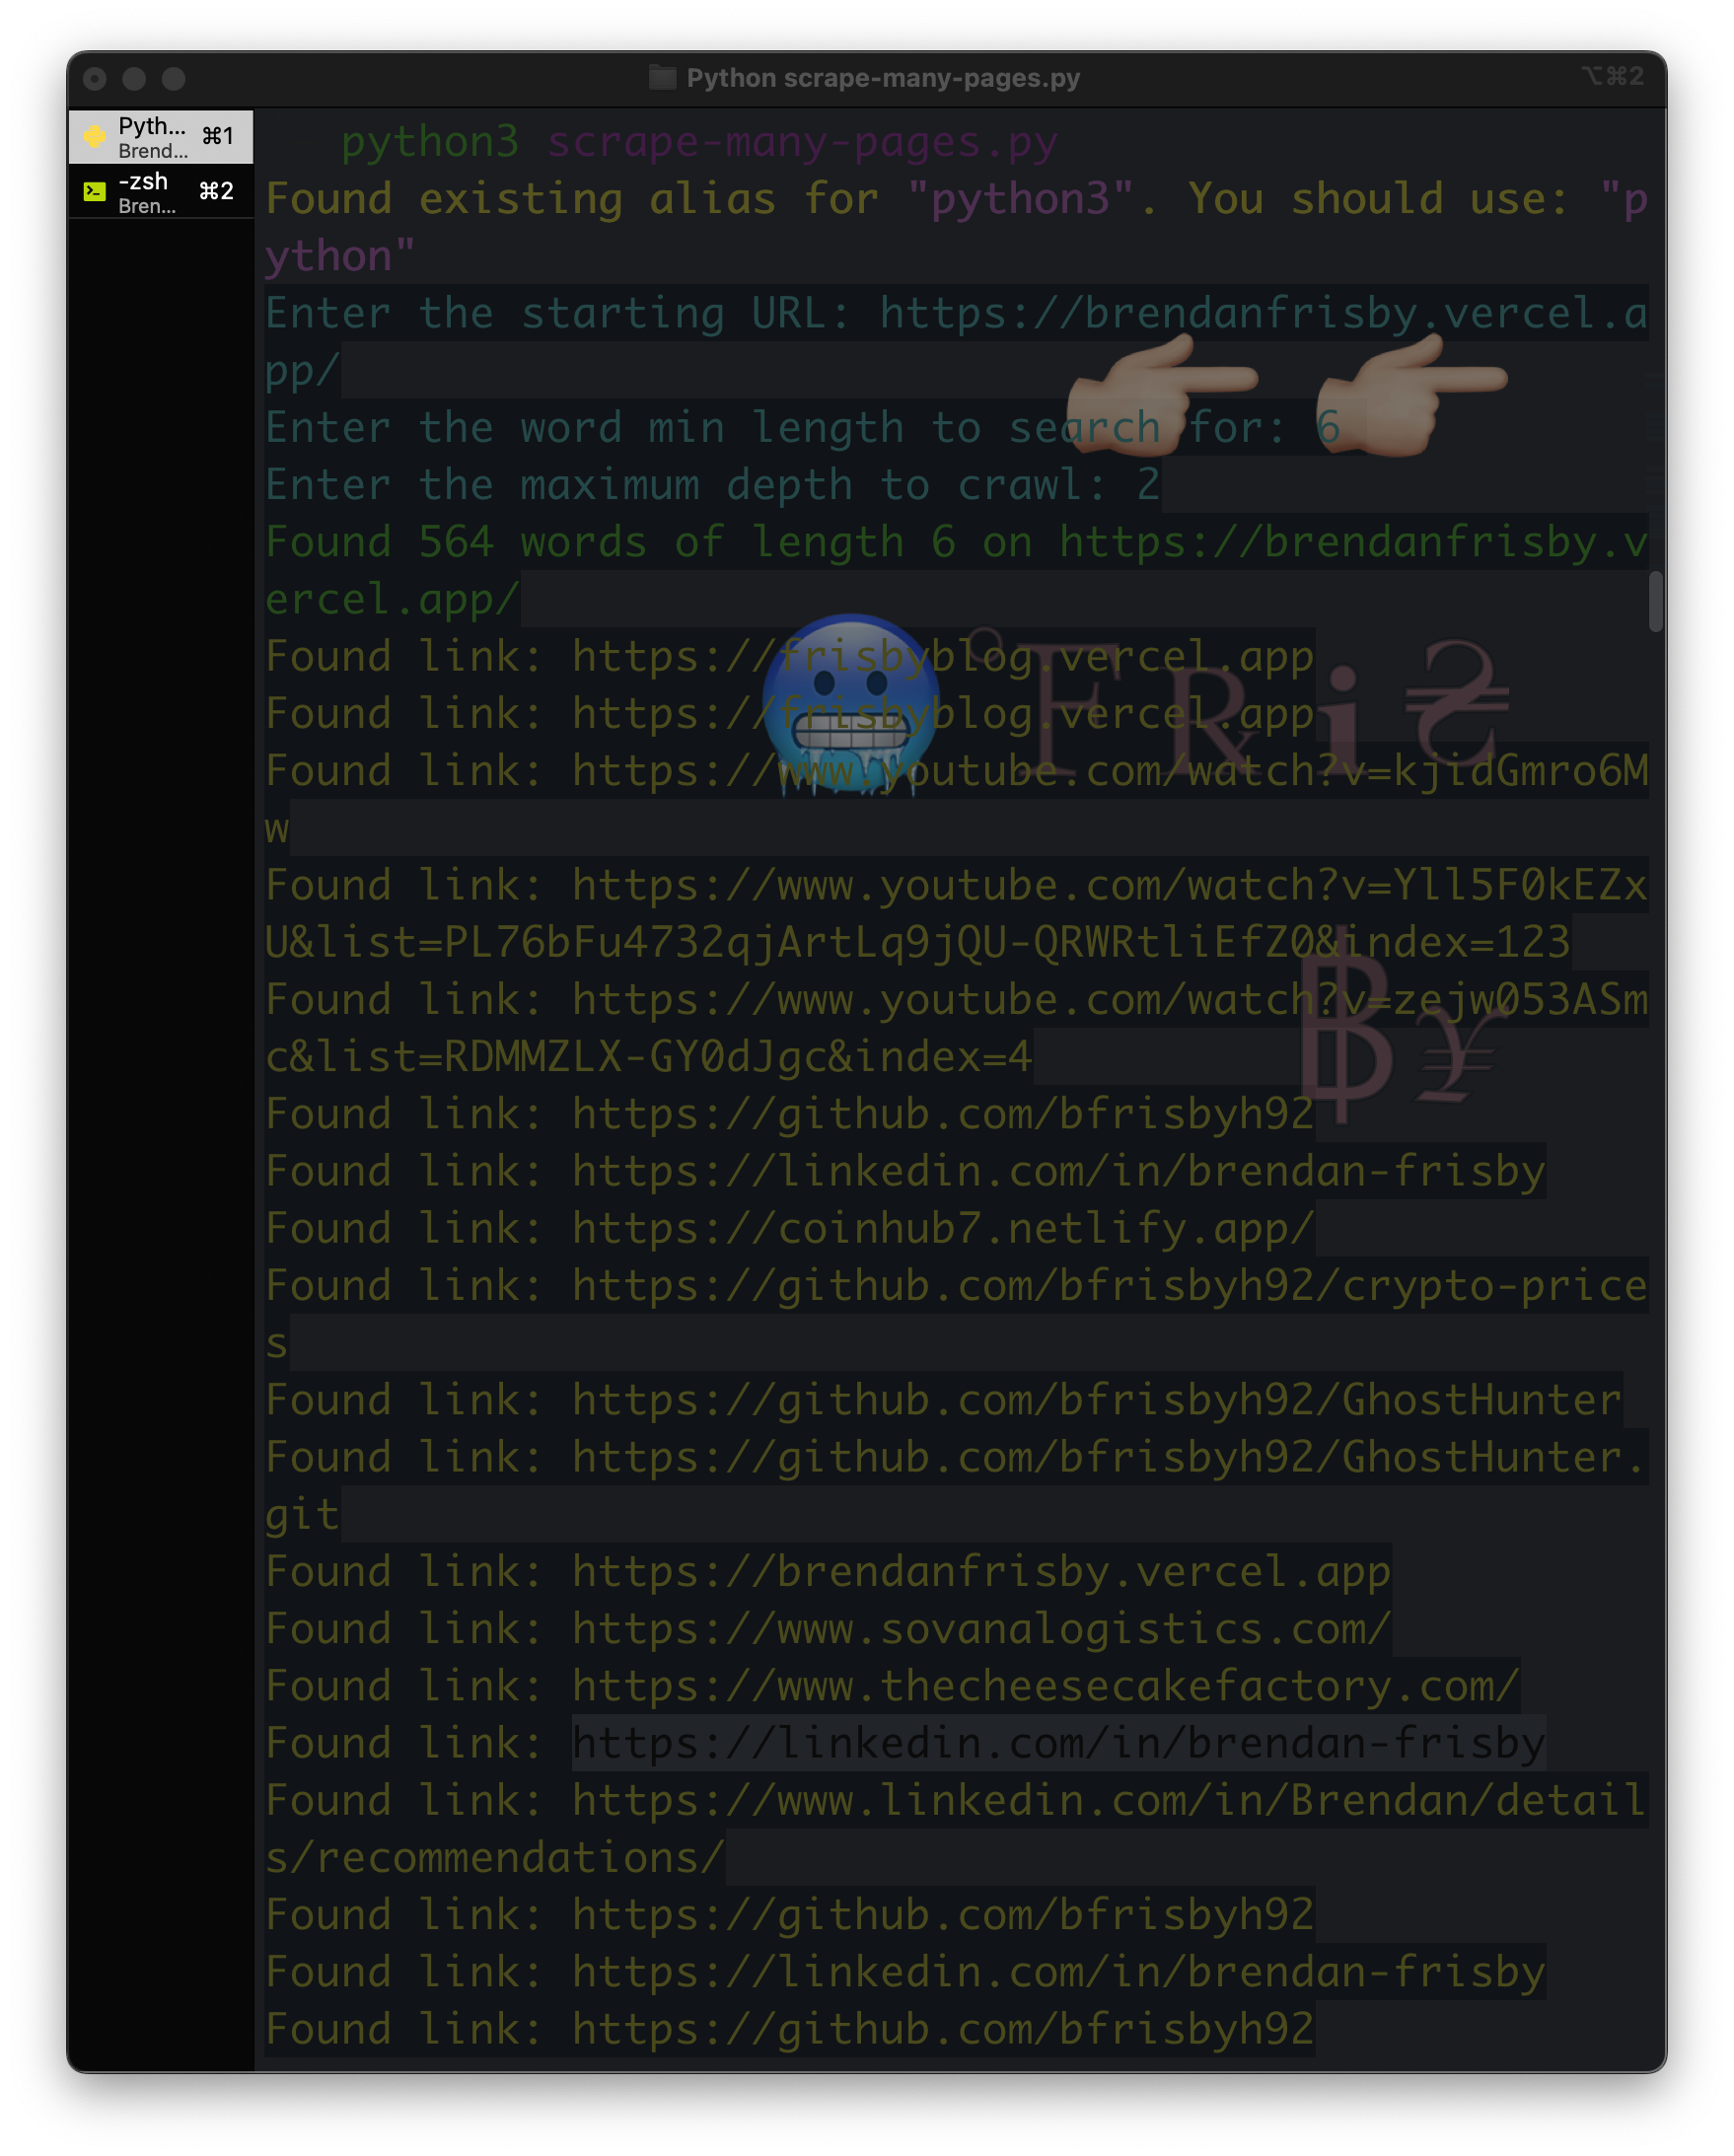 Python scrape-many-pages.py
⌥⌘2
Pyth... ⌘1
Brend...
-zsh ⌘2
Bren...
python3 scrape-many-pages.py
Found existing alias for "python3". You should use: "p
ython"
Enter the starting URL: https://brendanfrisby.vercel.a
pp/
Enter the word min length to search for: 6
Enter the maximum depth to crawl: 2
Found 564 words of length 6 on https://brendanfrisby.v
ercel.app/
Found link: https://frisbyblog.vercel.app
Found link: https://frisbyblog.vercel.app
Found link: https://www.youtube.com/watch?v=kjidGmro6M
w
Found link: https://www.youtube.com/watch?v=Yll5F0kEZx
U&list=PL76bFu4732qjArtLq9jQU-QRWRtliEfZ0&index=123
Found link: https://www.youtube.com/watch?v=zejw053ASm
c&list=RDMMZLX-GY0dJgc&index=4
Found link: https://github.com/bfrisbyh92
Found link: https://linkedin.com/in/brendan-frisby
Found link: https://coinhub7.netlify.app/
Found link: https://github.com/bfrisbyh92/crypto-price
s
Found link: https://github.com/bfrisbyh92/GhostHunter
Found link: https://github.com/bfrisbyh92/GhostHunter.
git
Found link: https://brendanfrisby.vercel.app
Found link: https://www.sovanalogistics.com/
Found link: https://www.thecheesecakefactory.com/
Found link: https://linkedin.com/in/brendan-frisby
Found link: https://www.linkedin.com/in/Brendan/detail
s/recommendations/
Found link: https://github.com/bfrisbyh92
Found link: https://linkedin.com/in/brendan-frisby
Found link: https://github.com/bfrisbyh92
°FRi₴
฿¥